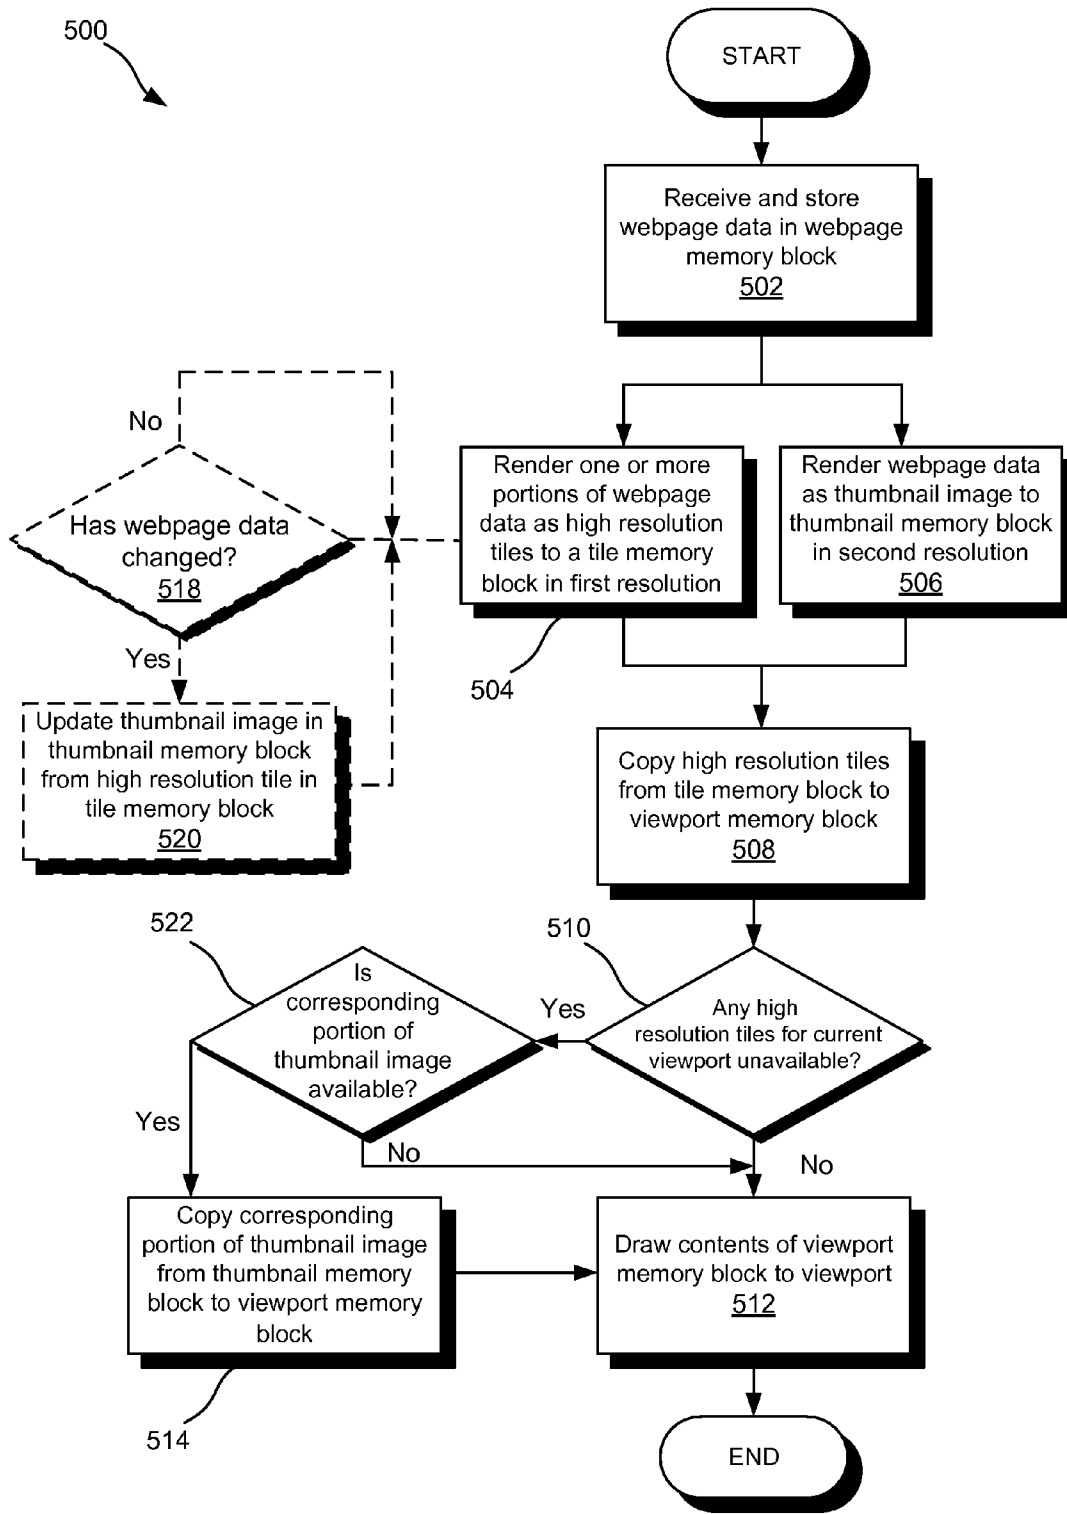 500
START
Receive and store
webpage data in webpage
memory block
502
No
Has webpage data
changed?
518
Yes
Update thumbnail image in
thumbnail memory block
from high resolution tile in
tile memory block
520
Render one or more
portions of webpage
data as high resolution
tiles to a tile memory
block in first resolution
504
Render webpage data
as thumbnail image to
thumbnail memory block
in second resolution
506
Copy high resolution tiles
from tile memory block to
viewport memory block
508
510
Any high
resolution tiles for current
viewport unavailable?
Yes
No
522
Is
corresponding
portion of
thumbnail image
available?
Yes
No
Copy corresponding
portion of thumbnail image
from thumbnail memory
block to viewport memory
block
514
Draw contents of viewport
memory block to viewport
512
END